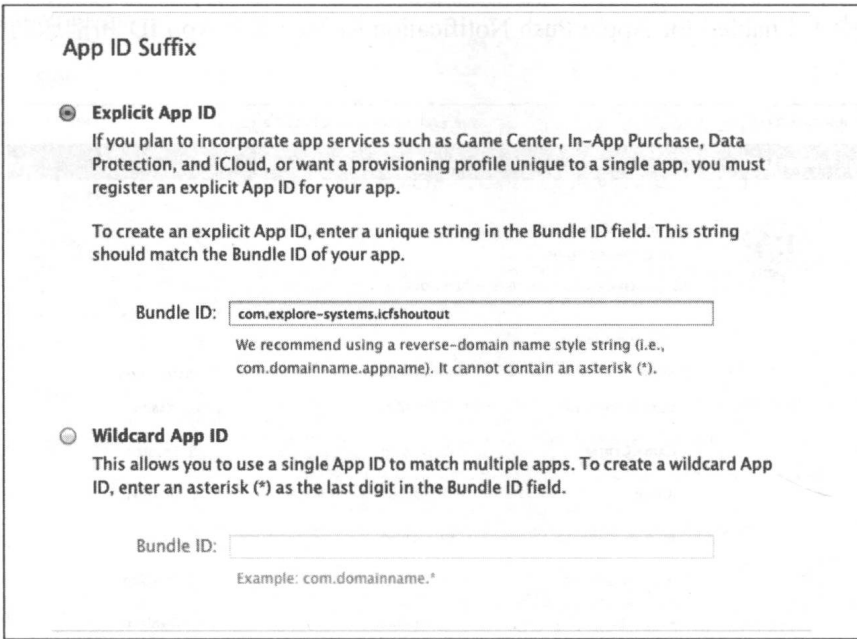 App ID Suffix
Explicit App ID
If you plan to incorporate app services such as Game Center, In-App Purchase, Data
Protection, and iCloud, or want a provisioning profile unique to a single app, you must
register an explicit App ID for your app.
To create an explicit App ID, enter a unique string in the Bundle ID field. This string
should match the Bundle ID of your app.
Bundle ID: com.explore-systems.icfshoutout
We recommend using a reverse-domain name style string (i.e.,
com.domainname.appname). It cannot contain an asterisk (*).
Wildcard App ID
This allows you to use a single App ID to match multiple apps. To create a wildcard App
ID, enter an asterisk (*) as the last digit in the Bundle ID field.
Bundle ID:
Example: com.domainname.*